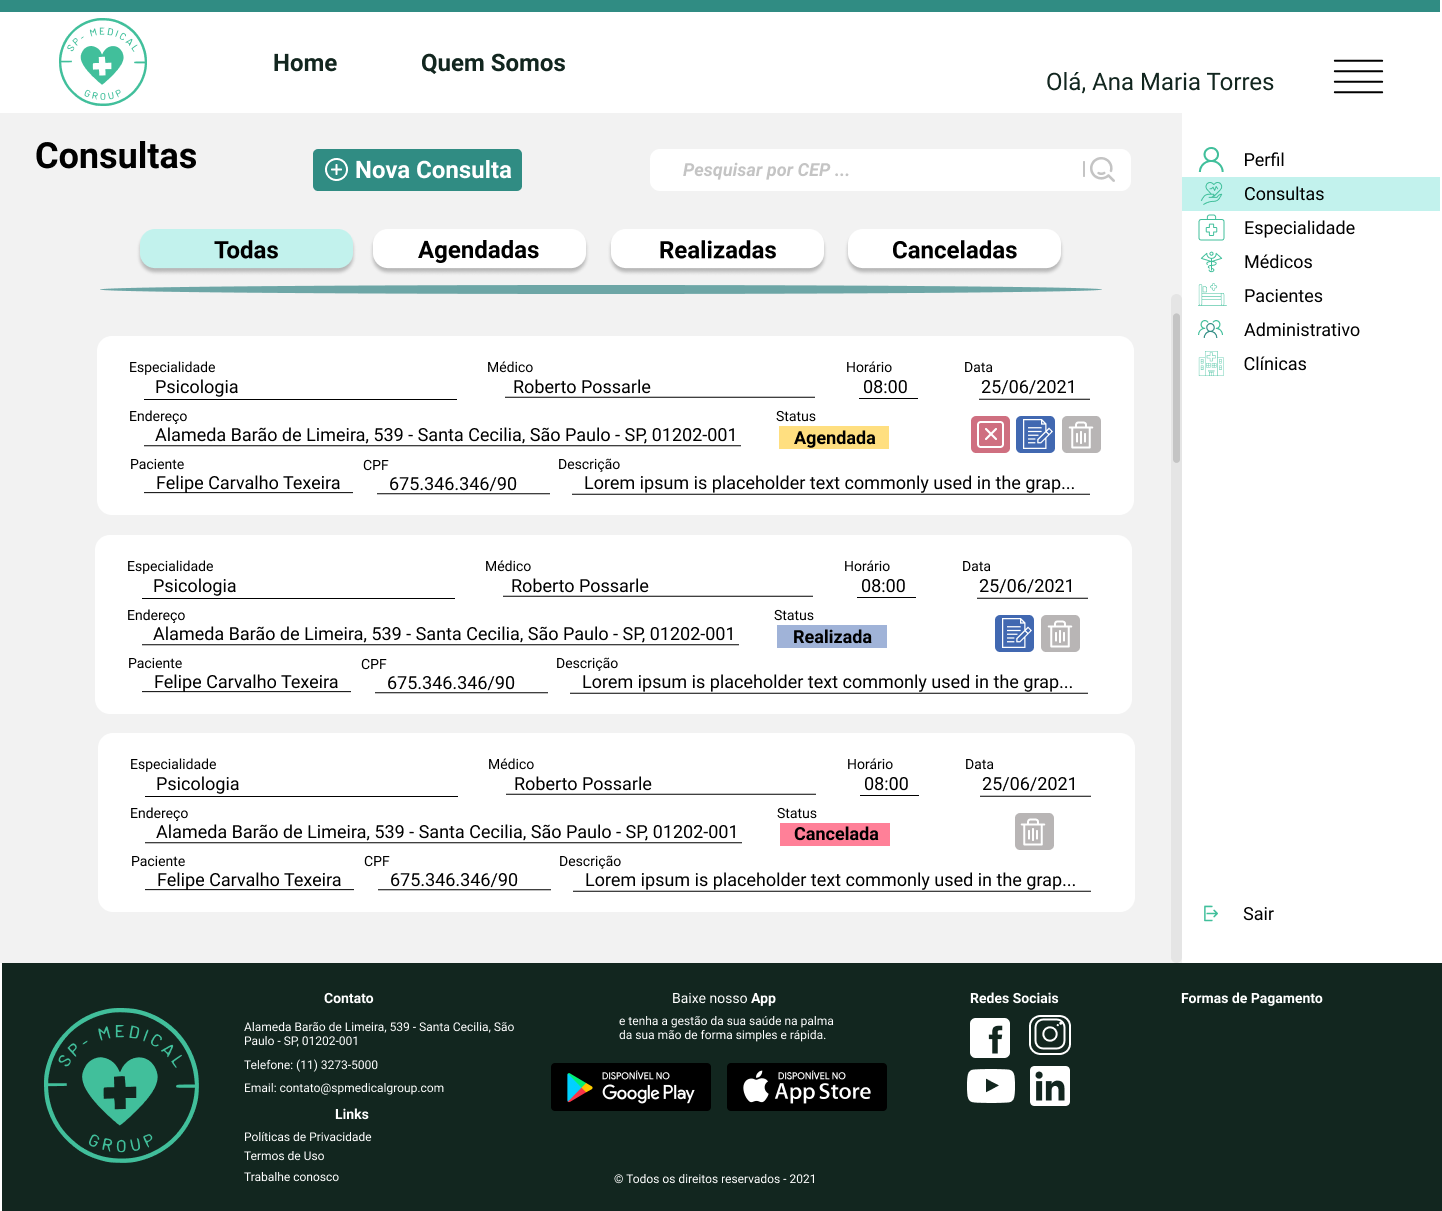 SP- MEDICAL GROUP
Home
Quem Somos
Olá, Ana Maria Torres
Consultas
Nova Consulta
Pesquisar por CEP ...
Todas
Agendadas
Realizadas
Canceladas
Perfil
Consultas
Especialidade
Médicos
Pacientes
Administrativo
Clínicas
Sair
Especialidade Médico Horário Data
Psicologia Roberto Possarle 08:00 25/06/2021
Endereço Status
Alameda Barão de Limeira, 539 - Santa Cecilia, São Paulo - SP, 01202-001 Agendada
Paciente CPF Descrição
Felipe Carvalho Texeira 675.346.346/90 Lorem ipsum is placeholder text commonly used in the grap...
Especialidade Médico Horário Data
Psicologia Roberto Possarle 08:00 25/06/2021
Endereço Status
Alameda Barão de Limeira, 539 - Santa Cecilia, São Paulo - SP, 01202-001 Realizada
Paciente CPF Descrição
Felipe Carvalho Texeira 675.346.346/90 Lorem ipsum is placeholder text commonly used in the grap...
Especialidade Médico Horário Data
Psicologia Roberto Possarle 08:00 25/06/2021
Endereço Status
Alameda Barão de Limeira, 539 - Santa Cecilia, São Paulo - SP, 01202-001 Cancelada
Paciente CPF Descrição
Felipe Carvalho Texeira 675.346.346/90 Lorem ipsum is placeholder text commonly used in the grap...
SP- MEDICAL GROUP
Contato
Alameda Barão de Limeira, 539 - Santa Cecilia, São
Paulo - SP, 01202-001
Telefone: (11) 3273-5000
Email: contato@spmedicalgroup.com
Links
Políticas de Privacidade
Termos de Uso
Trabalhe conosco
Baixe nosso App
e tenha a gestão da sua saúde na palma
da sua mão de forma simples e rápida.
DISPONÍVEL NO
Google Play
DISPONÍVEL NO
App Store
© Todos os direitos reservados - 2021
Redes Sociais
in
Formas de Pagamento